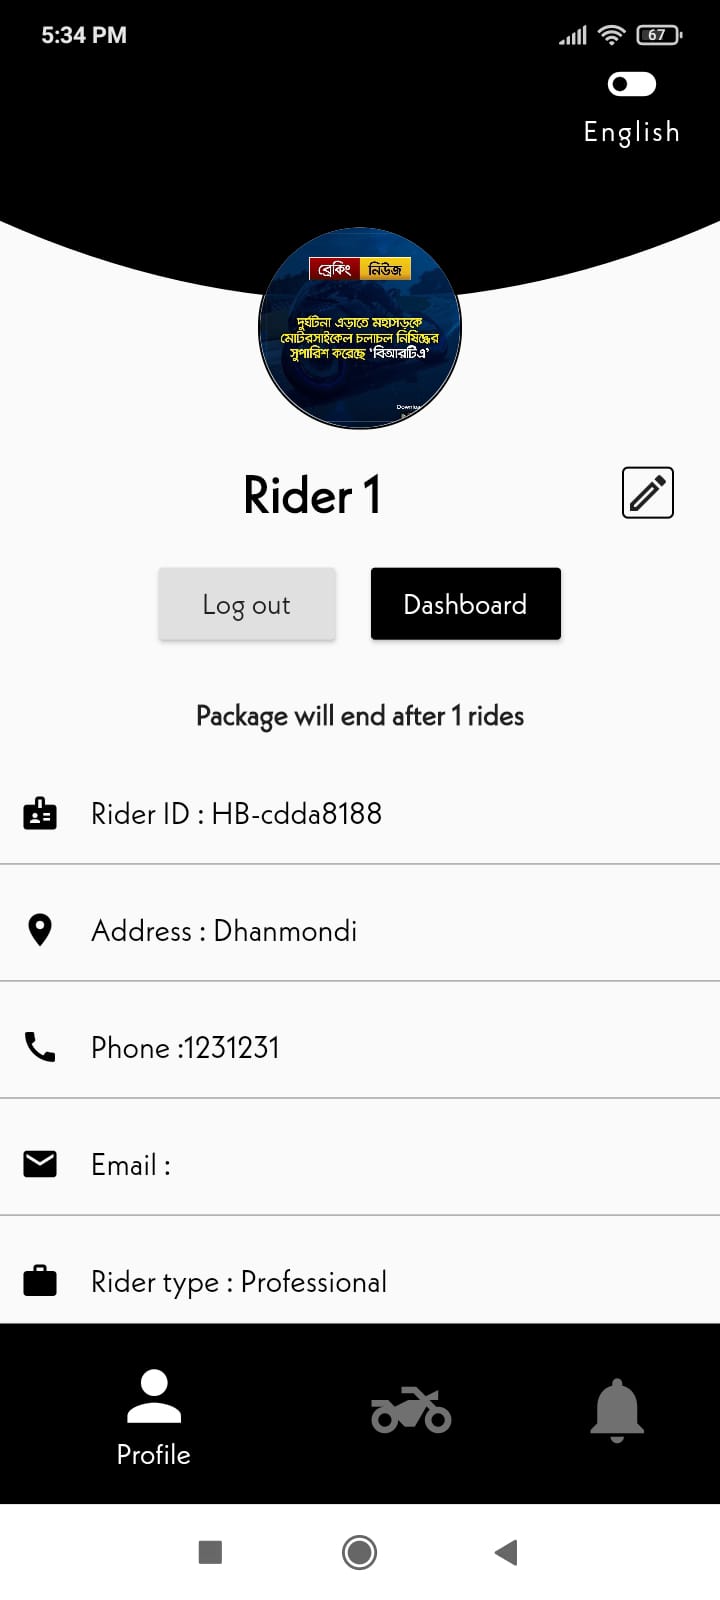 5:34 PM
67
English
ব্রেকিং নিউজ
দুর্ঘটনা এড়াতে মহাসড়কে
মোটরসাইকেল চলাচল নিষিদ্ধের
সুপারিশ করেছে ‘বিআরটিএ’
Rider 1
Log out
Dashboard
Package will end after 1 rides
Rider ID : HB-cdda8188
Address : Dhanmondi
Phone :1231231
Email :
Rider type : Professional
Profile